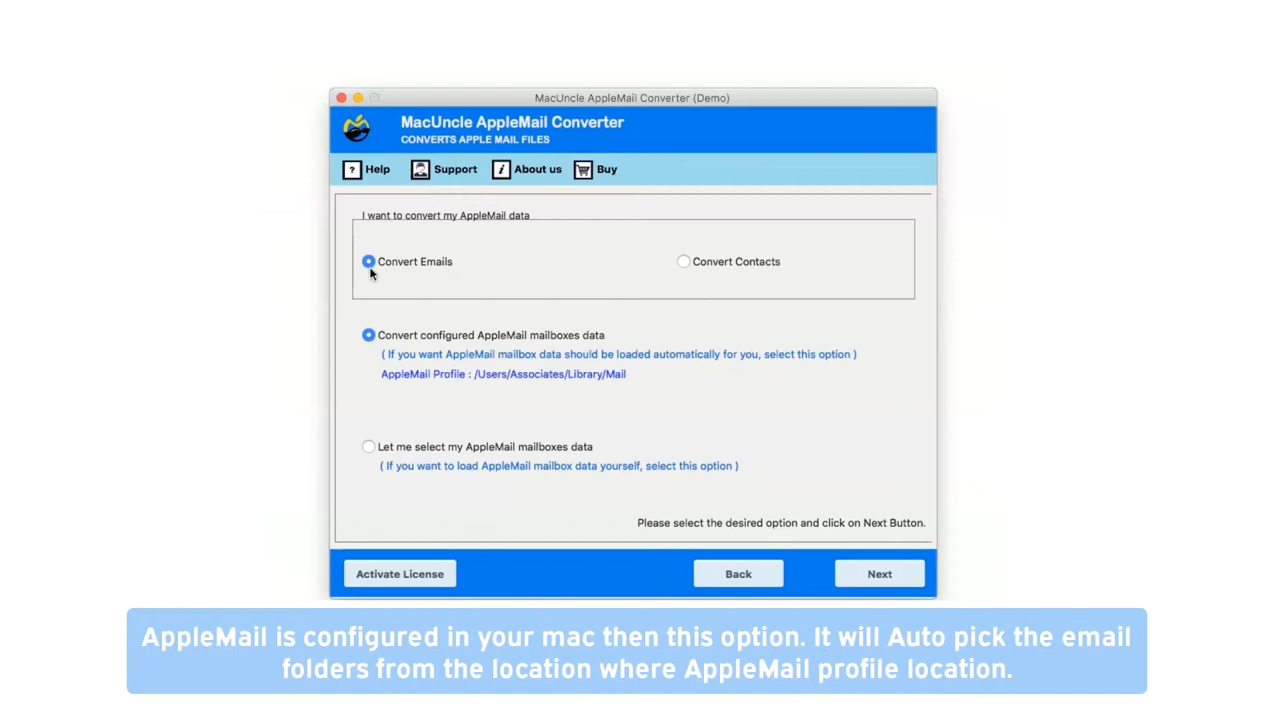 MacUncle AppleMail Converter (Demo)
MacUncle AppleMail Converter
CONVERTS APPLE MAIL FILES
? Help i Support About us Buy
I want to convert my AppleMail data
Convert Emails Convert Contacts
Convert configured AppleMail mailboxes data
( If you want AppleMail mailbox data should be loaded automatically for you, select this option )
AppleMail Profile : /Users/Associates/Library/Mail
Let me select my AppleMail mailboxes data
( If you want to load AppleMail mailbox data yourself, select this option )
Please select the desired option and click on Next Button.
Activate License Back Next
AppleMail is configured in your mac then this option. It will Auto pick the email
folders from the location where AppleMail profile location.